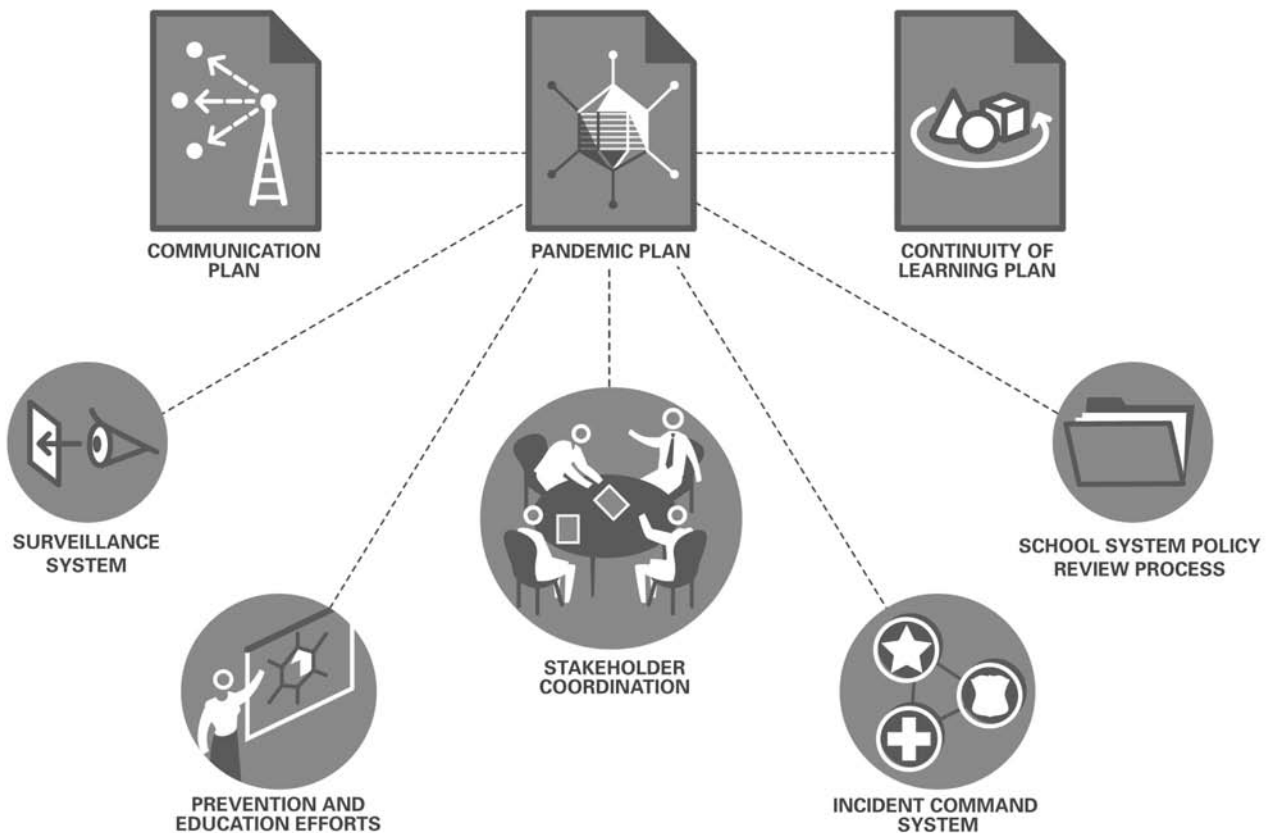 COMMUNICATION
PLAN
PANDEMIC PLAN
CONTINUITY OF
LEARNING PLAN
SURVEILLANCE
SYSTEM
STAKEHOLDER
COORDINATION
SCHOOL SYSTEM POLICY
REVIEW PROCESS
PREVENTION AND
EDUCATION EFFORTS
INCIDENT COMMAND
SYSTEM